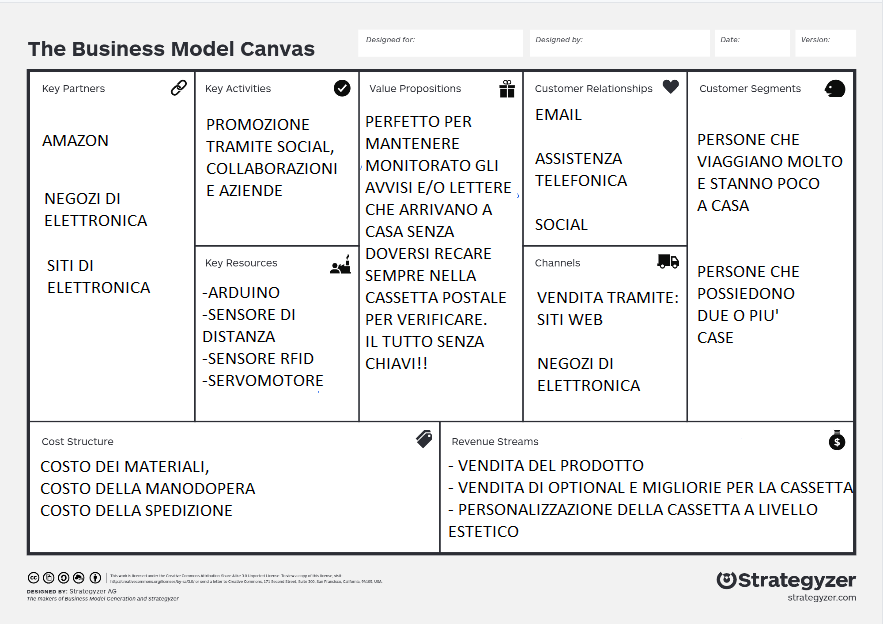 The Business Model Canvas
Designed for:
Designed by:
Date:
Version:
Key Partners
AMAZON
NEGOZI DI
ELETTRONICA
SITI DI
ELETTRONICA
Key Activities
PROMOZIONE
TRAMITE SOCIAL,
COLLABORAZIONI
E AZIENDE
Key Resources
-ARDUINO
-SENSORE DI
DISTANZA
-SENSORE RFID
-SERVOMOTORE
Value Propositions
PERFETTO PER
MANTENERE
MONITORATO GLI
AVVISI E/O LETTERE
CHE ARRIVANO A
CASA SENZA
DOVERSI RECARE
SEMPRE NELLA
CASSETTA POSTALE
PER VERIFICARE.
IL TUTTO SENZA
CHIAVI!!
Customer Relationships
EMAIL
ASSISTENZA
TELEFONICA
SOCIAL
Channels
VENDITA TRAMITE:
SITI WEB
NEGOZI DI
ELETTRONICA
Customer Segments
PERSONE CHE
VIAGGIANO MOLTO
E STANNO POCO
A CASA
PERSONE CHE
POSSIEDONO
DUE O PIU'
CASE
Cost Structure
COSTO DEI MATERIALI,
COSTO DELLA MANODOPERA
COSTO DELLA SPEDIZIONE
Revenue Streams
- VENDITA DEL PRODOTTO
- VENDITA DI OPTIONAL E MIGLIORIE PER LA CASSETTA
- PERSONALIZZAZIONE DELLA CASSETTA A LIVELLO
ESTETICO
DESIGNED BY: Strategyzer AG
The makers of Business Model Generation and Strategyzer
Strategyzer
strategyzer.com